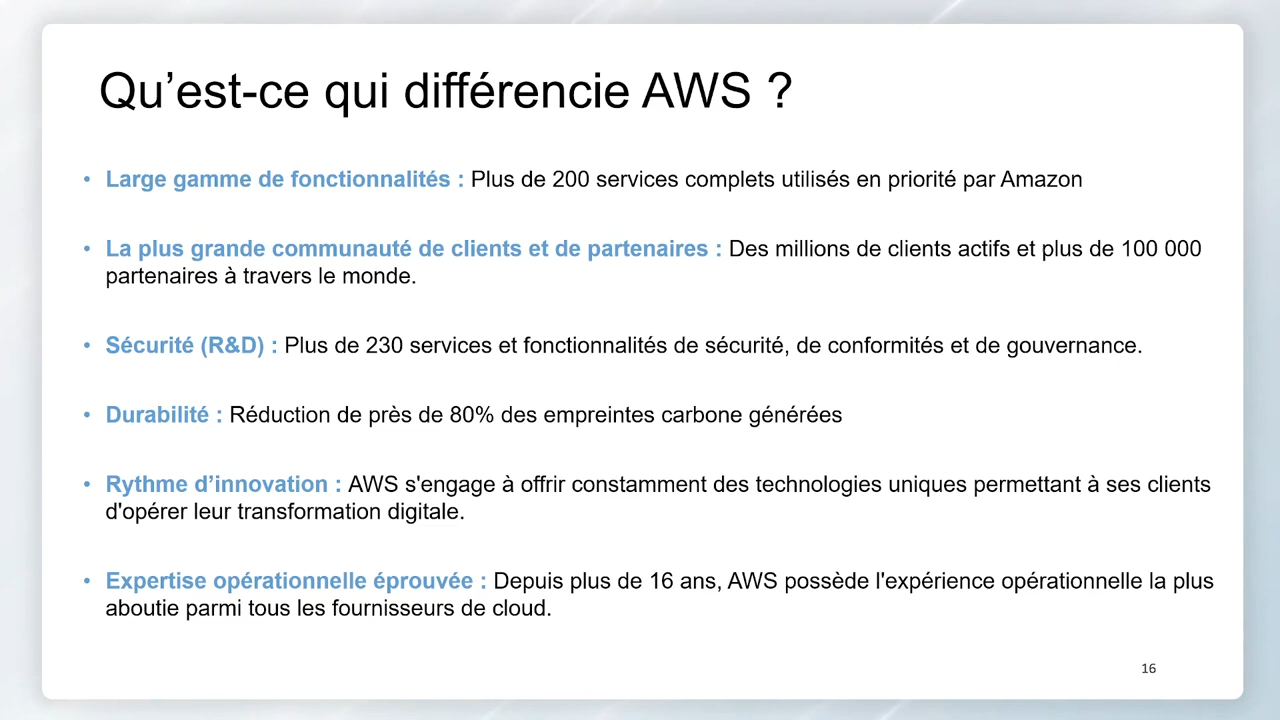 Qu’est-ce qui différencie AWS ?
• Large gamme de fonctionnalités : Plus de 200 services complets utilisés en priorité par Amazon
• La plus grande communauté de clients et de partenaires : Des millions de clients actifs et plus de 100 000
partenaires à travers le monde.
• Sécurité (R&D) : Plus de 230 services et fonctionnalités de sécurité, de conformités et de gouvernance.
• Durabilité : Réduction de près de 80% des empreintes carbone générées
• Rythme d’innovation : AWS s'engage à offrir constamment des technologies uniques permettant à ses clients
d'opérer leur transformation digitale.
• Expertise opérationnelle éprouvée : Depuis plus de 16 ans, AWS possède l'expérience opérationnelle la plus
aboutie parmi tous les fournisseurs de cloud.
16